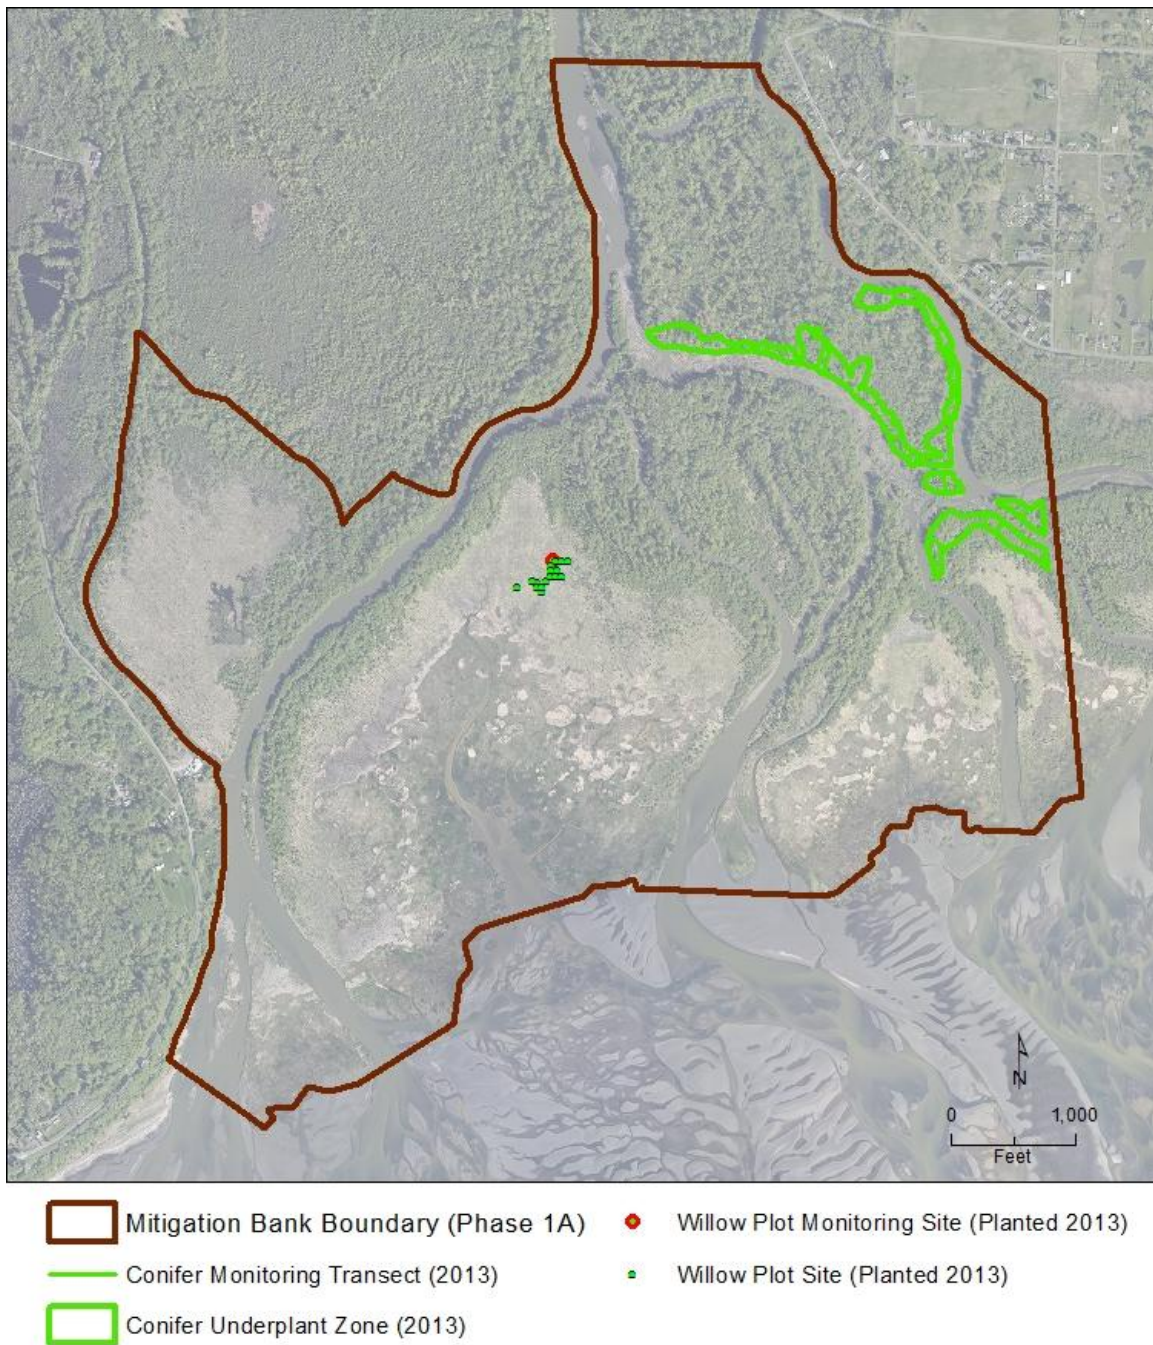 N
0 1,000
Feet
Mitigation Bank Boundary (Phase 1A)
Willow Plot Monitoring Site (Planted 2013)
Conifer Monitoring Transect (2013)
Willow Plot Site (Planted 2013)
Conifer Underplant Zone (2013)